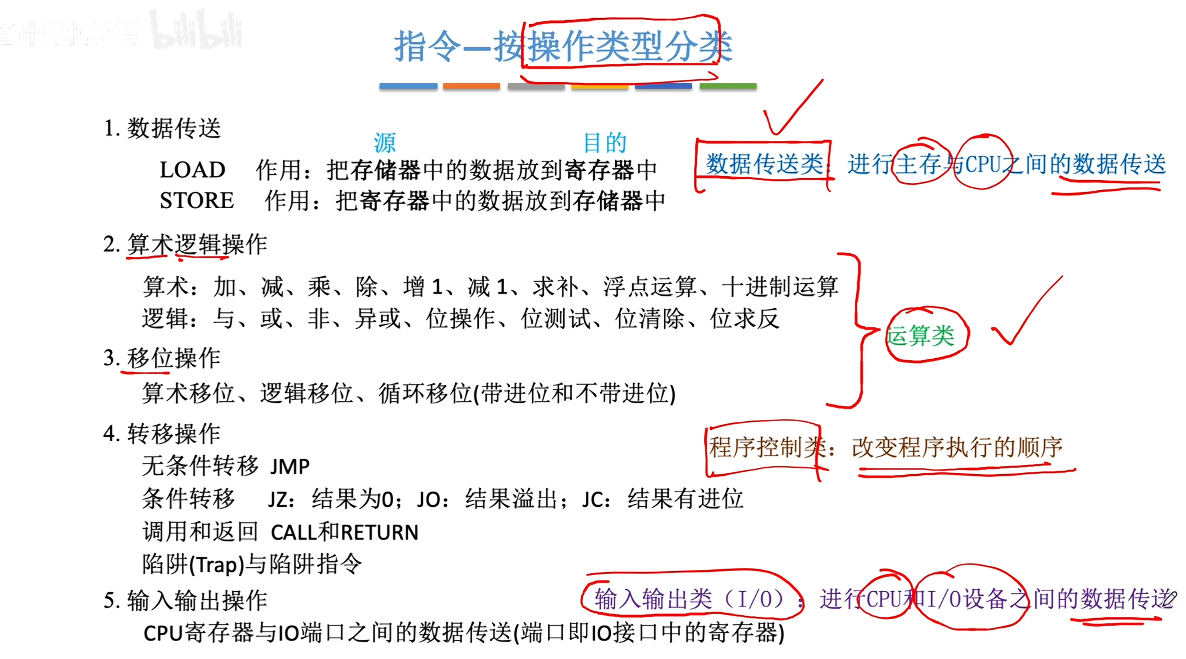 bilibili
指令—按操作类型分类
1. 数据传送
源 目的
LOAD 作用：把存储器中的数据放到寄存器中
数据传送类：进行主存与CPU之间的数据传送
STORE 作用：把寄存器中的数据放到存储器中
2. 算术逻辑操作
算术：加、减、乘、除、增 1、减 1、求补、浮点运算、十进制运算
逻辑：与、或、非、异或、位操作、位测试、位清除、位求反
运算类
3. 移位操作
算术移位、逻辑移位、循环移位(带进位和不带进位)
4. 转移操作
程序控制类：改变程序执行的顺序
无条件转移 JMP
条件转移 JZ：结果为0；JO：结果溢出；JC：结果有进位
调用和返回 CALL和RETURN
陷阱(Trap)与陷阱指令
5. 输入输出操作
输入输出类（I/O）：进行CPU和I/O设备之间的数据传送
CPU寄存器与IO端口之间的数据传送(端口即IO接口中的寄存器)